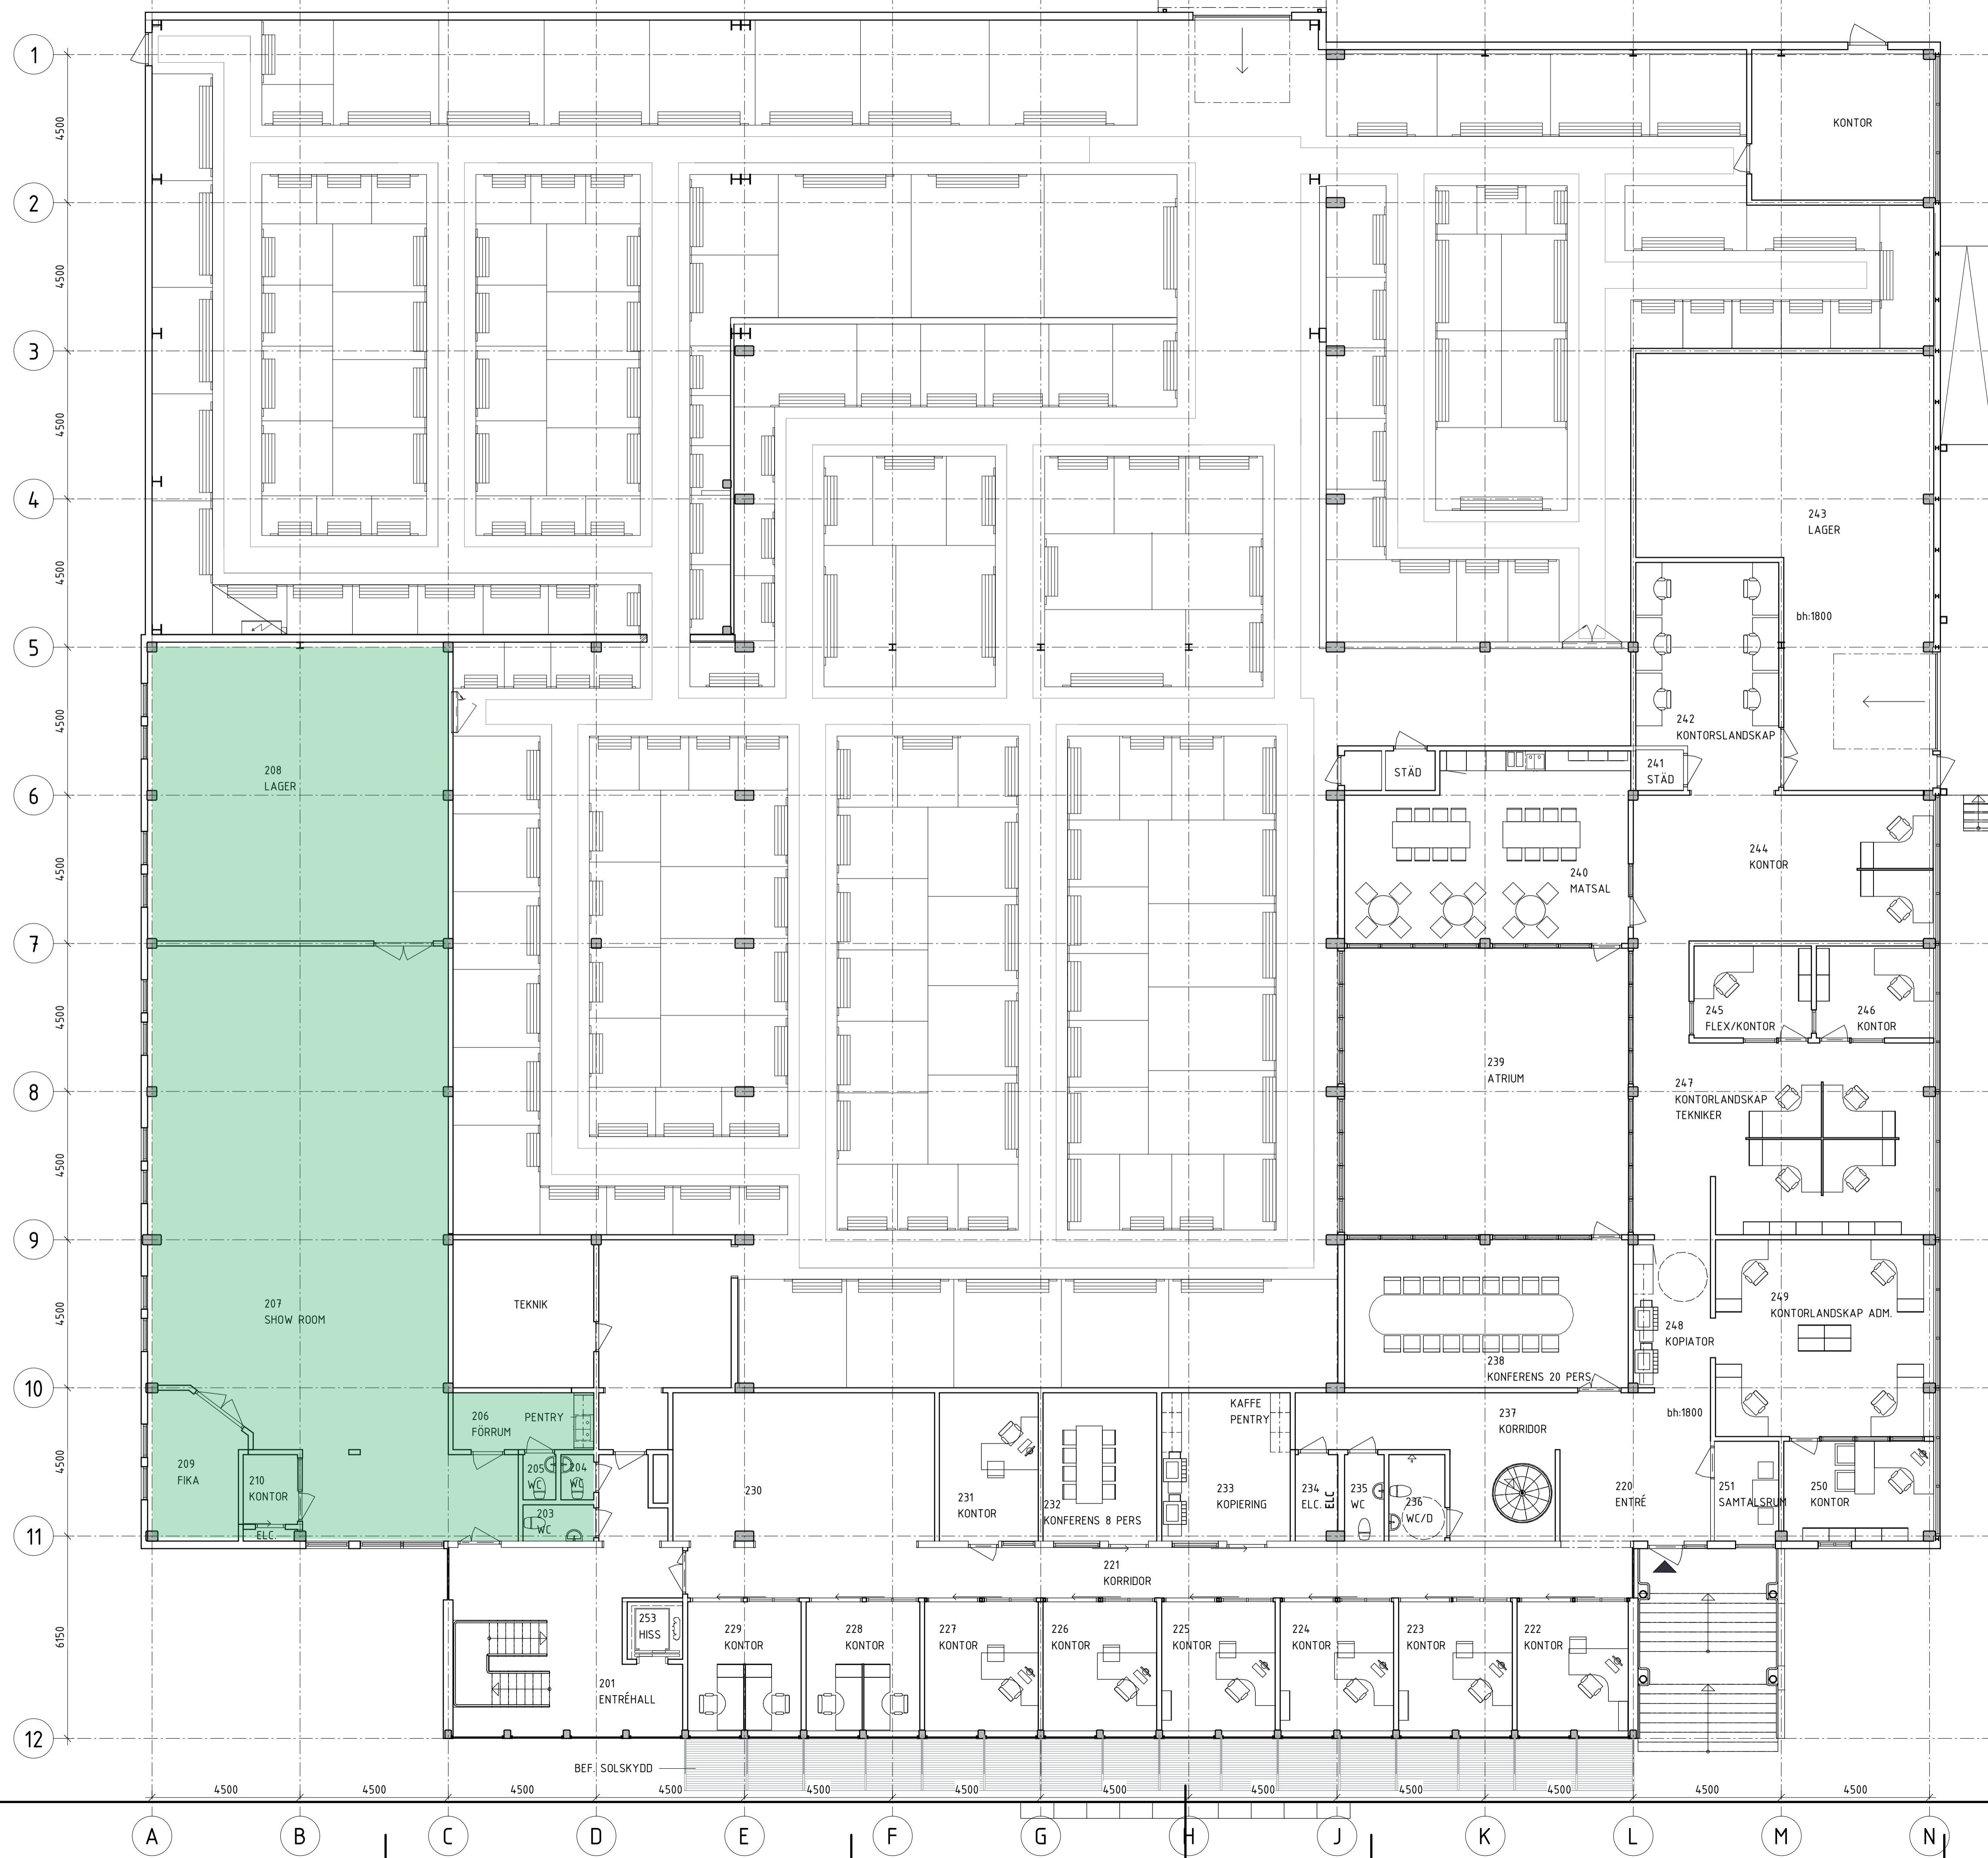 1
KONTOR
4500
2
4500
3
4500
4
243
LAGER
4500
bh:1800
5
242
KONTORSLANDSKAP
4500
208
LAGER
STÄD
241
STÄD
6
244
KONTOR
4500
240
MATSAL
7
245
FLEX/KONTOR
246
KONTOR
4500
239
ATRIUM
8
247
KONTORLANDSKAP
TEKNIKER
4500
9
207
SHOW ROOM
TEKNIK
249
KONTORLANDSKAP ADM.
4500
248
KOPIATOR
238
KONFERENS 20 PERS
10
206
FÖRRUM
PENTRY
KAFFE
PENTRY
237
KORRIDOR
bh:1800
4500
209
FIKA
210
KONTOR
205
WC
204
WC
230
231
KONTOR
232
KONFERENS 8 PERS
233
KOPIERING
234
ELC.
ELC
235
WC
236
WC/D
220
ENTRÉ
251
SAMTALSRUM
250
KONTOR
203
WC
ELC.
11
221
KORRIDOR
6150
253
HISS
229
KONTOR
228
KONTOR
227
KONTOR
226
KONTOR
225
KONTOR
224
KONTOR
223
KONTOR
222
KONTOR
201
ENTRÉHALL
12
BEF. SOLSKYDD
4500 4500 4500 4500 4500 4500 4500 4500 4500 4500 4500 4500
A B C D E F G H J K L M N